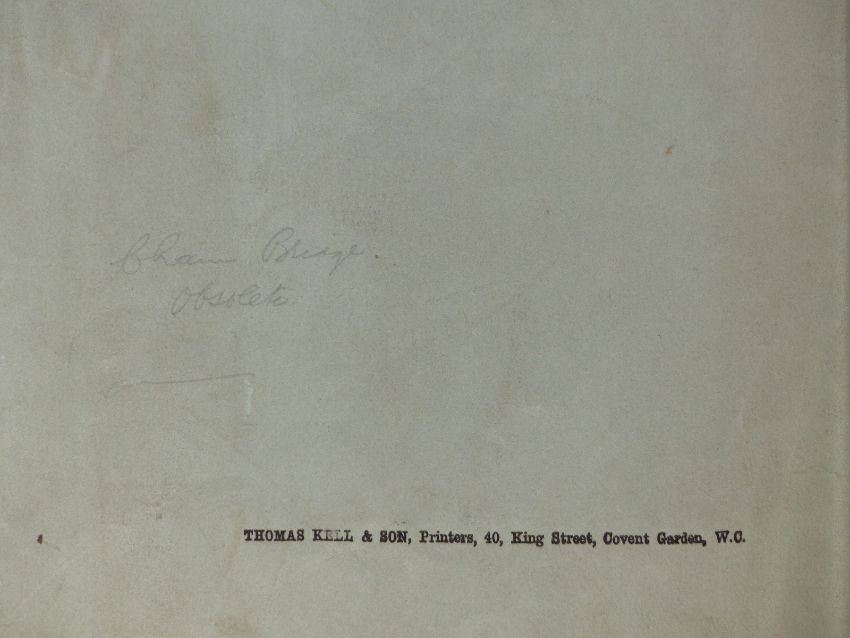 Chain Bridge.
Obsolete
THOMAS KELL & SON, Printers, 40, King Street, Covent Garden, W.C.